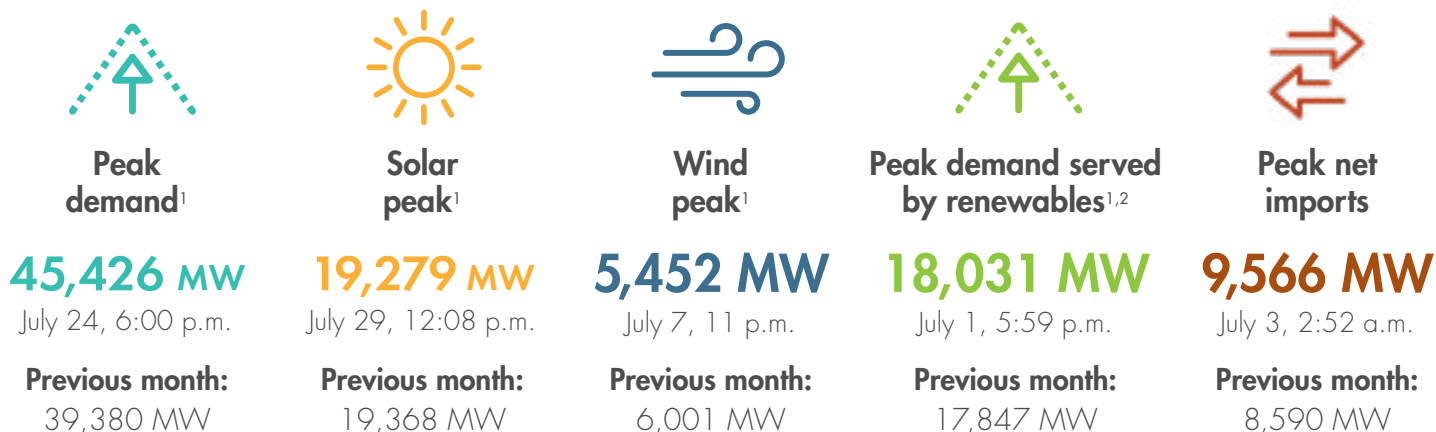 Peak
demand1
45,426 MW
July 24, 6:00 p.m.
Previous month:
39,380 MW
Solar
peak1
19,279 MW
July 29, 12:08 p.m.
Previous month:
19,368 MW
Wind
peak1
5,452 MW
July 7, 11 p.m.
Previous month:
6,001 MW
Peak demand served
by renewables1,2
18,031 MW
July 1, 5:59 p.m.
Previous month:
17,847 MW
Peak net
imports
9,566 MW
July 3, 2:52 a.m.
Previous month:
8,590 MW